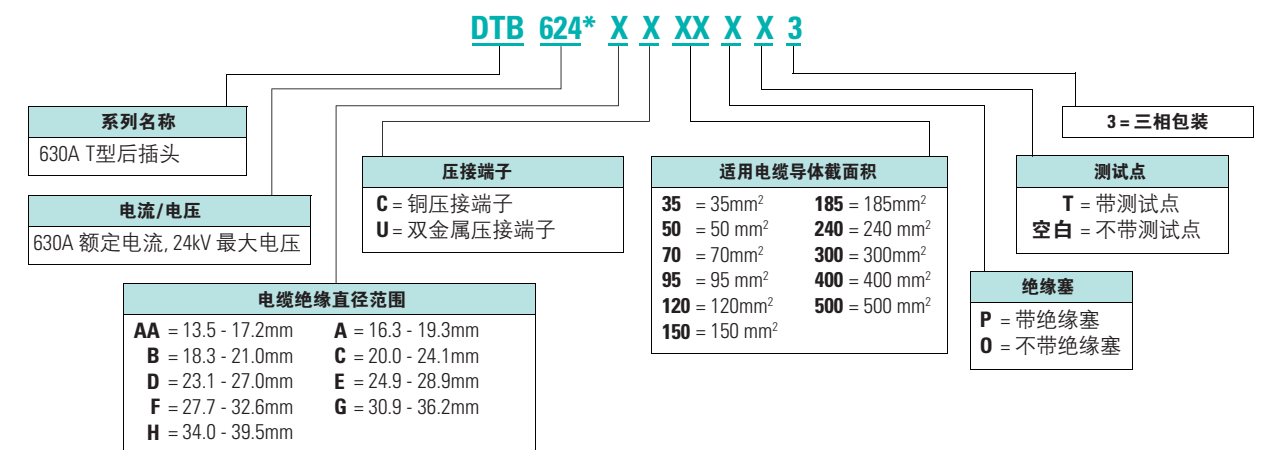 DTB 624* X X XX X X 3
系列名称
630A T型后插头
电流/电压
630A 额定电流, 24kV 最大电压
电缆绝缘直径范围
AA = 13.5 - 17.2mm A = 16.3 - 19.3mm
B = 18.3 - 21.0mm C = 20.0 - 24.1mm
D = 23.1 - 27.0mm E = 24.9 - 28.9mm
F = 27.7 - 32.6mm G = 30.9 - 36.2mm
H = 34.0 - 39.5mm
压接端子
C = 铜压接端子
U = 双金属压接端子
适用电缆导体截面积
35 = 35mm² 185 = 185mm²
50 = 50 mm² 240 = 240 mm²
70 = 70mm² 300 = 300mm²
95 = 95 mm² 400 = 400 mm²
120 = 120mm² 500 = 500 mm²
150 = 150 mm²
绝缘塞
P = 带绝缘塞
O = 不带绝缘塞
测试点
T = 带测试点
空白 = 不带测试点
3 = 三相包装